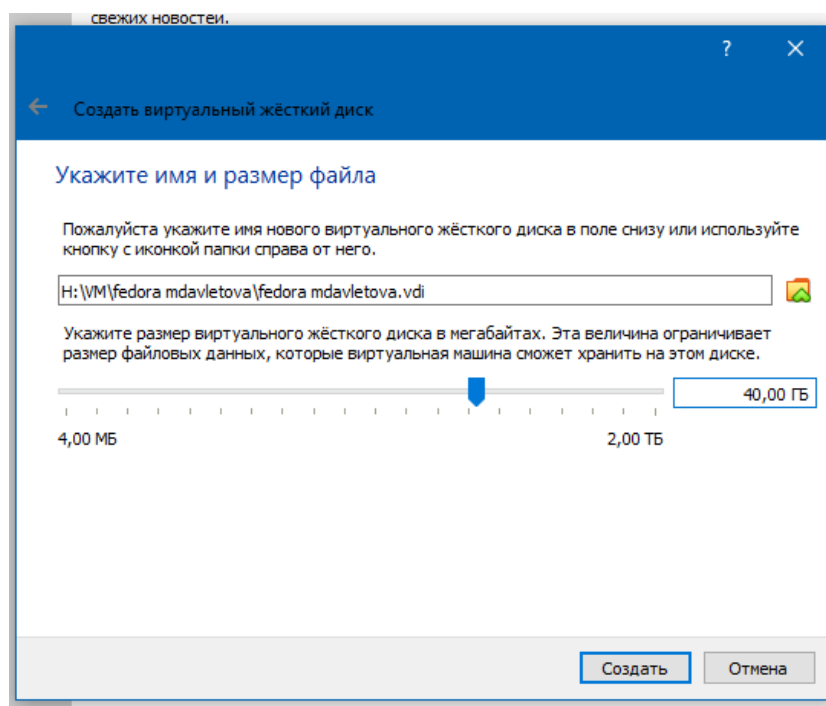 свежих новостей.
?
Создать виртуальный жёсткий диск
Укажите имя и размер файла
Пожалуйста укажите имя нового виртуального жёсткого диска в поле снизу или используйте
кнопку с иконкой папки справа от него.
H:\VM\fedora mdavletova\fedora mdavletova.vdi
Укажите размер виртуального жёсткого диска в мегабайтах. Эта величина ограничивает
размер файловых данных, которые виртуальная машина сможет хранить на этом диске.
40,00 ГБ
4,00 МБ 2,00 ТБ
Создать Отмена